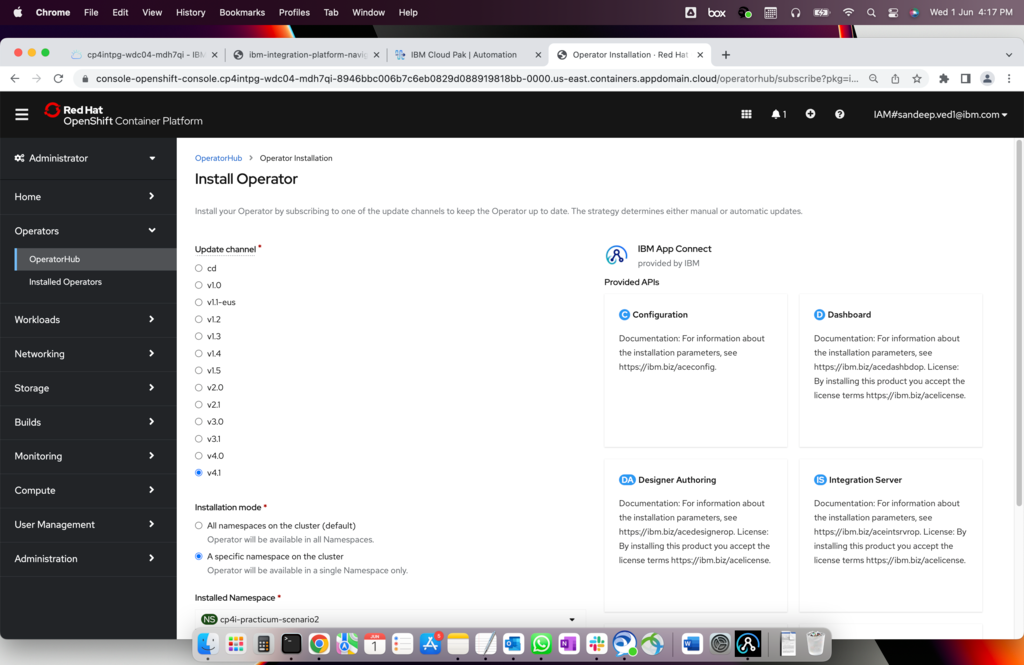 Chrome File Edit View History Bookmarks Profiles Tab Window Help
box
Wed 1 Jun 4:17 PM
cp4intpg-wdc04-mdh7qi - IBM
ibm-integration-platform-navig
IBM Cloud Pak | Automation
Operator Installation · Red Hat
console-openshift-console.cp4intpg-wdc04-mdh7qi-8946bbc006b7c6eb0829d088919818bb-0000.us-east.containers.appdomain.cloud/operatorhub/subscribe?pkg=i...
Red Hat
OpenShift Container Platform
1
IAM#sandeep.ved1@ibm.com
Administrator
Home
Operators
OperatorHub
Installed Operators
Workloads
Networking
Storage
Builds
Monitoring
Compute
User Management
Administration
OperatorHub > Operator Installation
Install Operator
Install your Operator by subscribing to one of the update channels to keep the Operator up to date. The strategy determines either manual or automatic updates.
Update channel *
cd
v1.0
v1.1-eus
v1.2
v1.3
v1.4
v1.5
v2.0
v2.1
v3.0
v3.1
v4.0
v4.1
Installation mode *
All namespaces on the cluster (default)
Operator will be available in all Namespaces.
A specific namespace on the cluster
Operator will be available in a single Namespace only.
Installed Namespace *
NS cp4i-practicum-scenario2
IBM App Connect
provided by IBM
Provided APIs
C Configuration
Documentation: For information about
the installation parameters, see
https://ibm.biz/aceconfig.
D Dashboard
Documentation: For information about
the installation parameters, see
https://ibm.biz/acedashbdop. License:
By installing this product you accept the
license terms https://ibm.biz/acelicense.
DA Designer Authoring
Documentation: For information about
the installation parameters, see
https://ibm.biz/acedesignerop. License:
By installing this product you accept the
license terms https://ibm.biz/acelicense.
IS Integration Server
Documentation: For information about
the installation parameters, see
https://ibm.biz/aceintsrvrop. License: By
installing this product you accept the
license terms https://ibm.biz/acelicense.
JUN
1
5